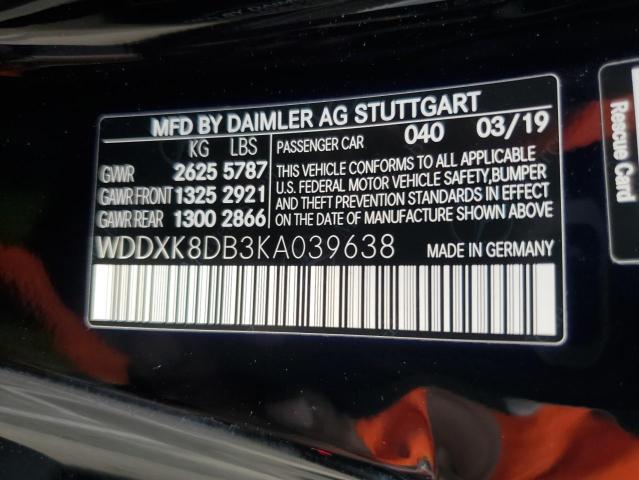 MFD BY DAIMLER AG STUTTGART
KG LBS
GVWR 2625 5787
GAWR FRONT 1325 2921
GAWR REAR 1300 2866
PASSENGER CAR 040 03/19
THIS VEHICLE CONFORMS TO ALL APPLICABLE
U.S. FEDERAL MOTOR VEHICLE SAFETY,BUMPER
AND THEFT PREVENTION STANDARDS IN EFFECT
ON THE DATE OF MANUFACTURE SHOWN ABOVE
WDDXK8DB3KA039638 MADE IN GERMANY
Rescue Card